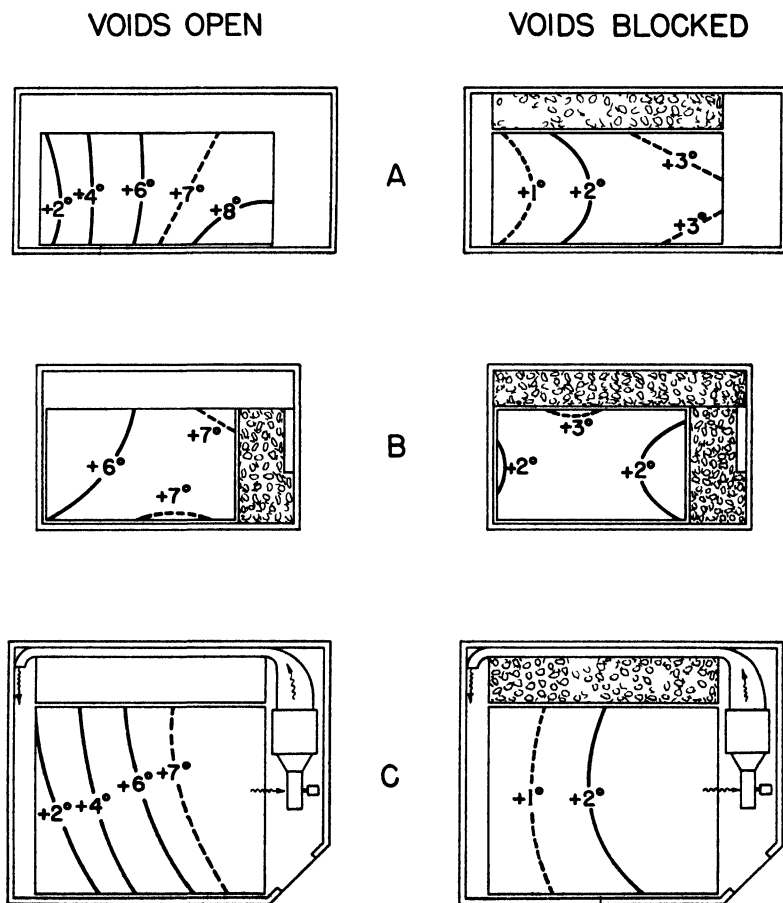 VOIDS OPEN
VOIDS BLOCKED
+2° +4° +6° +7° +8°
A
+1° +2° +3° +3°
+6° +7° +7°
B
+2° +3° +2°
+2° +4° +6° +7°
C
+1° +2°